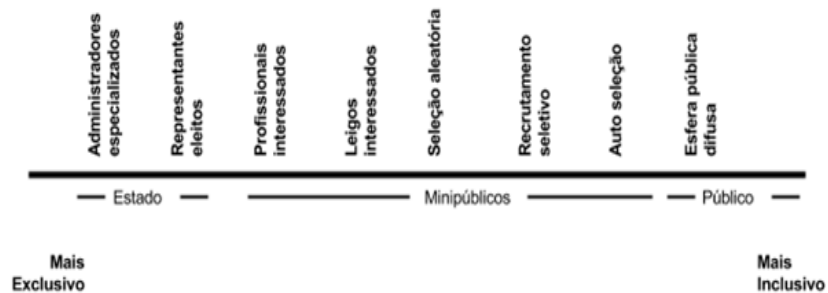 Administradores
especializados
Representantes
eleitos
Profissionais
interessados
Leigos
interessados
Seleção aleatória
Recrutamento
seletivo
Auto seleção
Esfera pública
difusa
Estado
Minipúblicos
Público
Mais
Exclusivo
Mais
Inclusivo